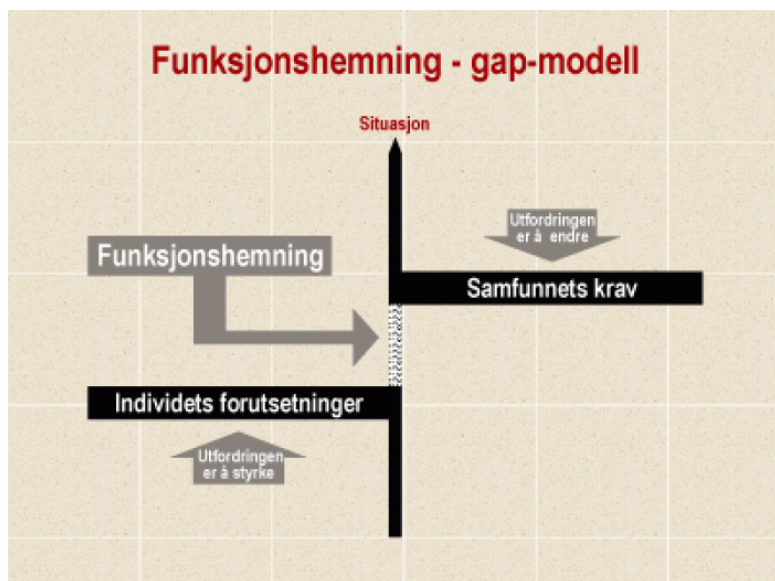 Funksjonshemning - gap-modell
Situasjon
Utfordringen
er å endre
Funksjonshemning
Samfunnets krav
Individets forutsetninger
Utfordringen
er å styrke